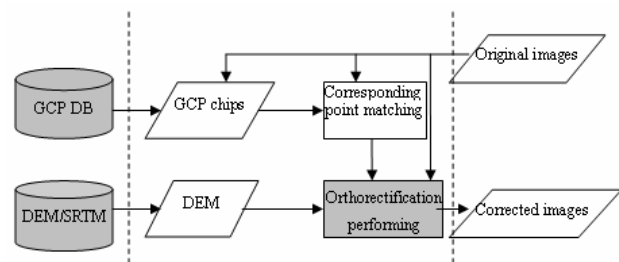 Original images
GCP DB
GCP chips
Corresponding
point matching
DEM/SRTM
DEM
Orthorectification
performing
Corrected images